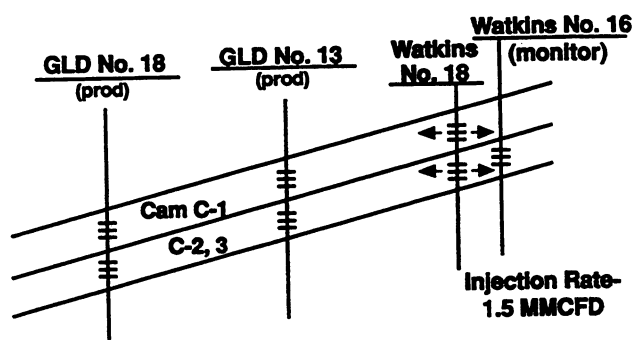 GLD No. 18
(prod)
GLD No. 13
(prod)
Watkins
No. 18
Watkins No. 16
(monitor)
Cam C-1
C-2, 3
Injection Rate-
1.5 MMCFD